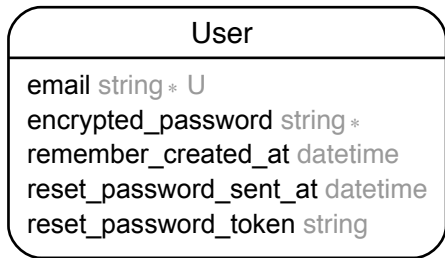 User
email string * U
encrypted_password string *
remember_created_at datetime
reset_password_sent_at datetime
reset_password_token string